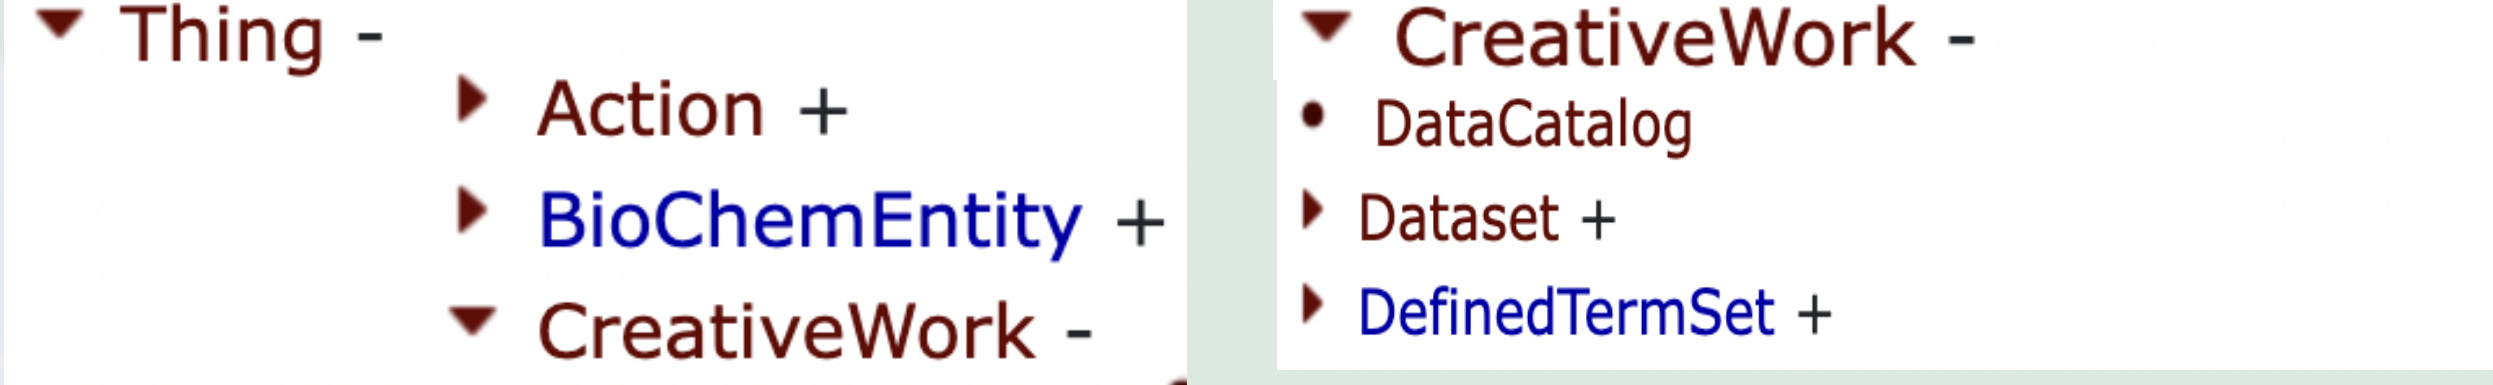 Thing -
Action +
BioChemEntity +
CreativeWork -
CreativeWork -
DataCatalog
Dataset +
DefinedTermSet +